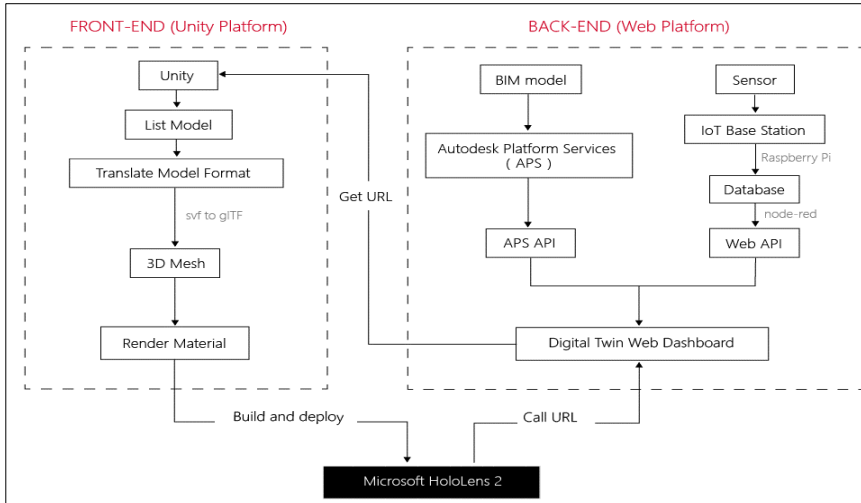 FRONT-END (Unity Platform)
Unity
List Model
Translate Model Format
svf to glTF
3D Mesh
Render Material
Get URL
BACK-END (Web Platform)
BIM model
Autodesk Platform Services
( APS )
APS API
Sensor
IoT Base Station
Raspberry Pi
Database
node-red
Web API
Digital Twin Web Dashboard
Build and deploy
Call URL
Microsoft HoloLens 2